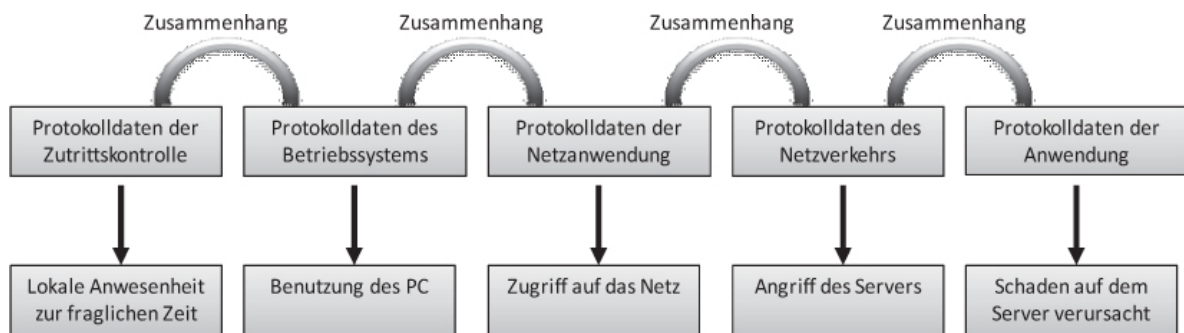 Zusammenhang
Zusammenhang
Zusammenhang
Zusammenhang
Protokolldaten der
Zutrittskontrolle
Protokolldaten des
Betriebssystems
Protokolldaten der
Netzanwendung
Protokolldaten des
Netzverkehrs
Protokolldaten der
Anwendung
Lokale Anwesenheit
zur fraglichen Zeit
Benutzung des PC
Zugriff auf das Netz
Angriff des Servers
Schaden auf dem
Server verursacht